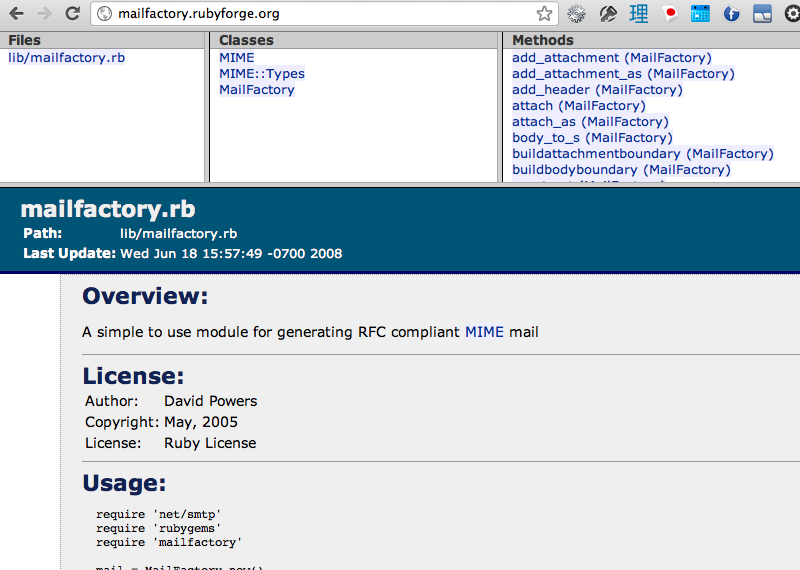 mailfactory.rubyforge.org
理
Files
lib/mailfactory.rb
Classes
MIME
MIME::Types
MailFactory
Methods
add_attachment (MailFactory)
add_attachment_as (MailFactory)
add_header (MailFactory)
attach (MailFactory)
attach_as (MailFactory)
body_to_s (MailFactory)
buildattachmentboundary (MailFactory)
buildbodyboundary (MailFactory)
mailfactory.rb
Path: lib/mailfactory.rb
Last Update: Wed Jun 18 15:57:49 -0700 2008
Overview:
A simple to use module for generating RFC compliant MIME mail
License:
Author: David Powers
Copyright: May, 2005
License: Ruby License
Usage:
require 'net/smtp'
require 'rubygems'
require 'mailfactory'
mail = MailFactory.new()